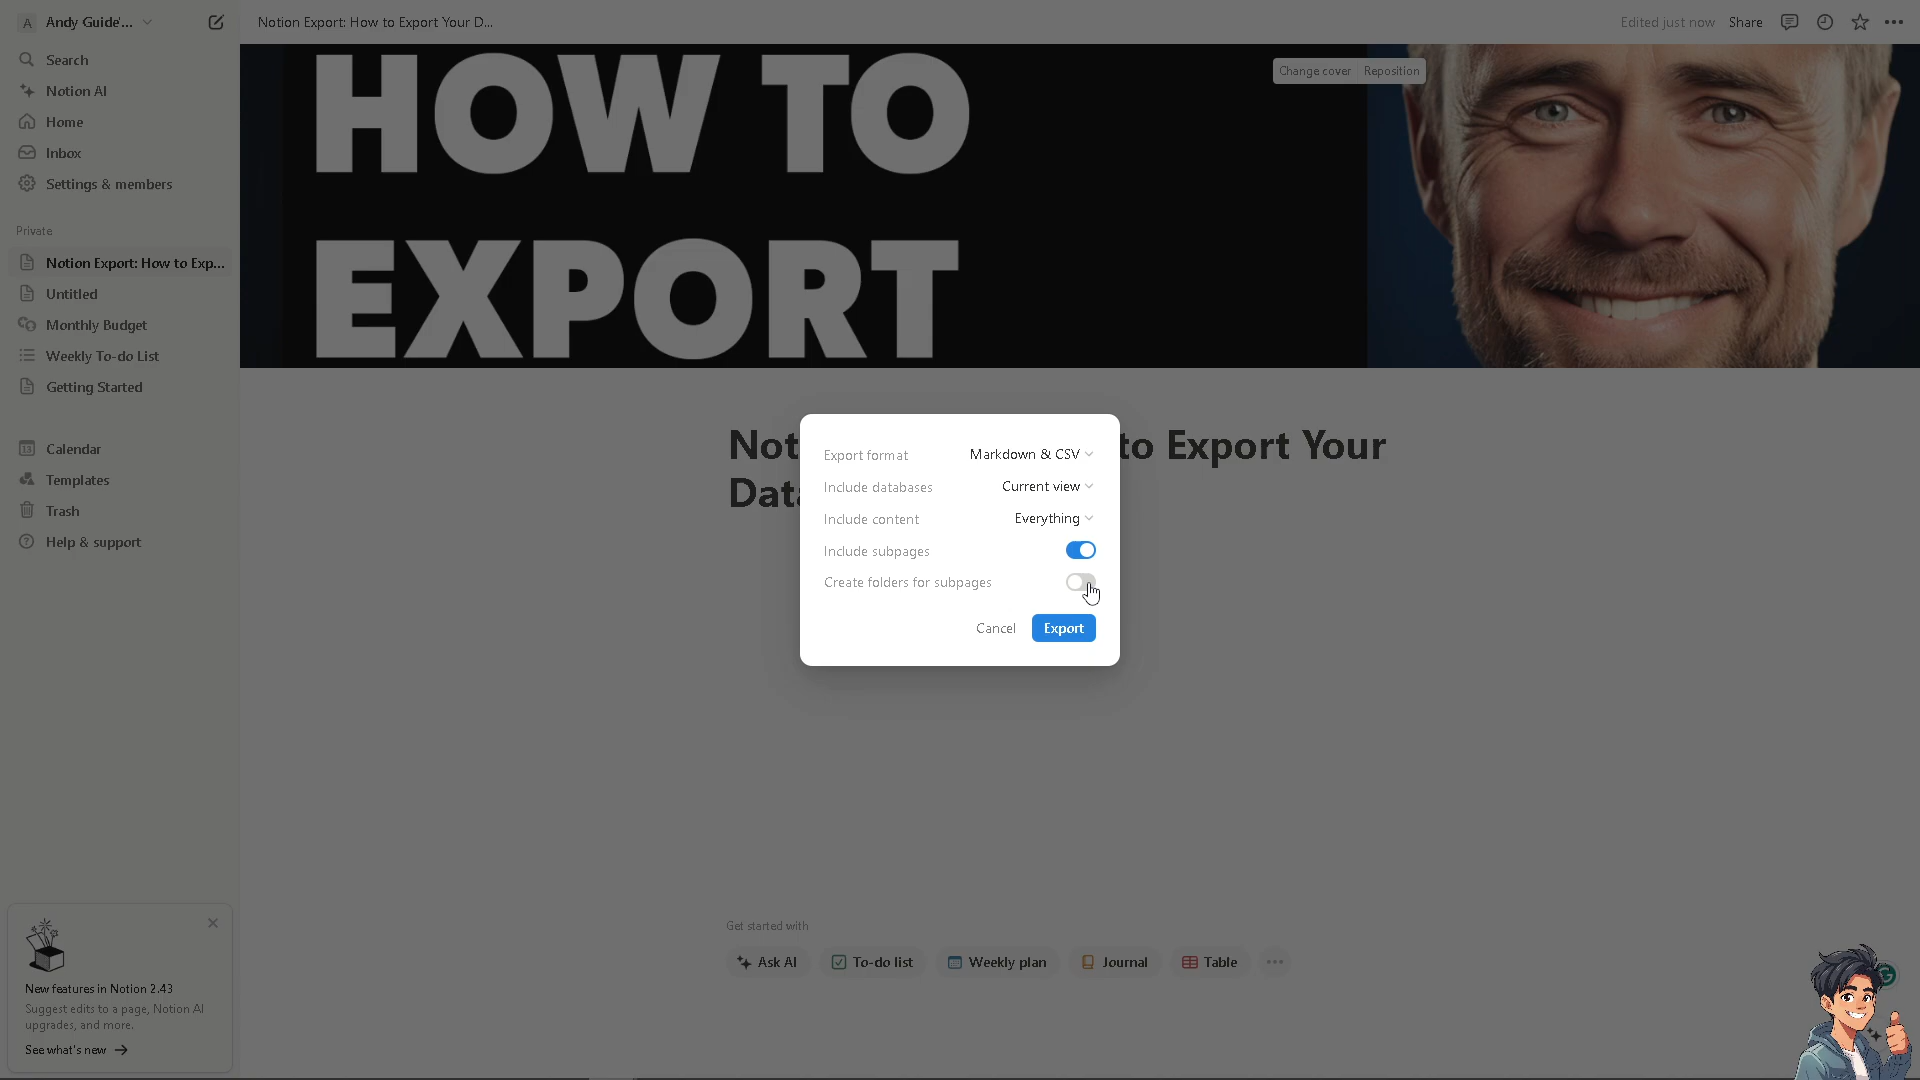 A Andy Guide'...
Notion Export: How to Export Your D...
Edited just now
Share
Search
Notion AI
Home
Inbox
Settings & members
Private
Notion Export: How to Exp...
Untitled
Monthly Budget
Weekly To-do List
Getting Started
13 Calendar
Templates
Trash
Help & support
Change cover
Reposition
HOW TO
EXPORT
Not
to Export Your
Data
Export format
Markdown & CSV
Include databases
Current view
Include content
Everything
Include subpages
Create folders for subpages
Cancel
Export
Get started with
Ask AI
To-do list
Weekly plan
Journal
Table
New features in Notion 2.43
Suggest edits to a page, Notion AI
upgrades, and more.
See what's new